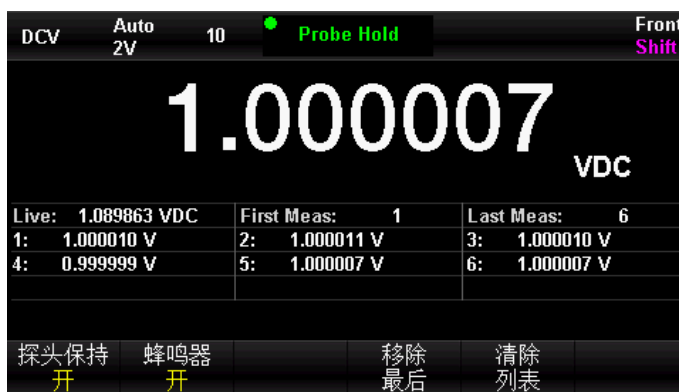 DCV Auto 10 Probe Hold Front
2V Shift
1.000007
VDC
Live: 1.089863 VDC First Meas: 1 Last Meas: 6
1: 1.000010 V 2: 1.000011 V 3: 1.000010 V
4: 0.999999 V 5: 1.000007 V 6: 1.000007 V
探头保持 蜂鸣器 移除 清除
开 开 最后 列表